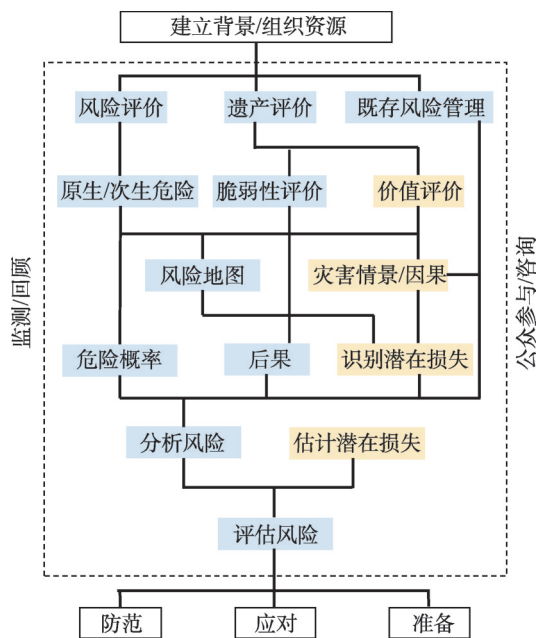 建立背景/组织资源
风险评价
遗产评价
既存风险管理
原生/次生危险
脆弱性评价
价值评价
监测/回顾
公众参与/咨询
风险地图
灾害情景/因果
危险概率
后果
识别潜在损失
分析风险
估计潜在损失
评估风险
防范
应对
准备